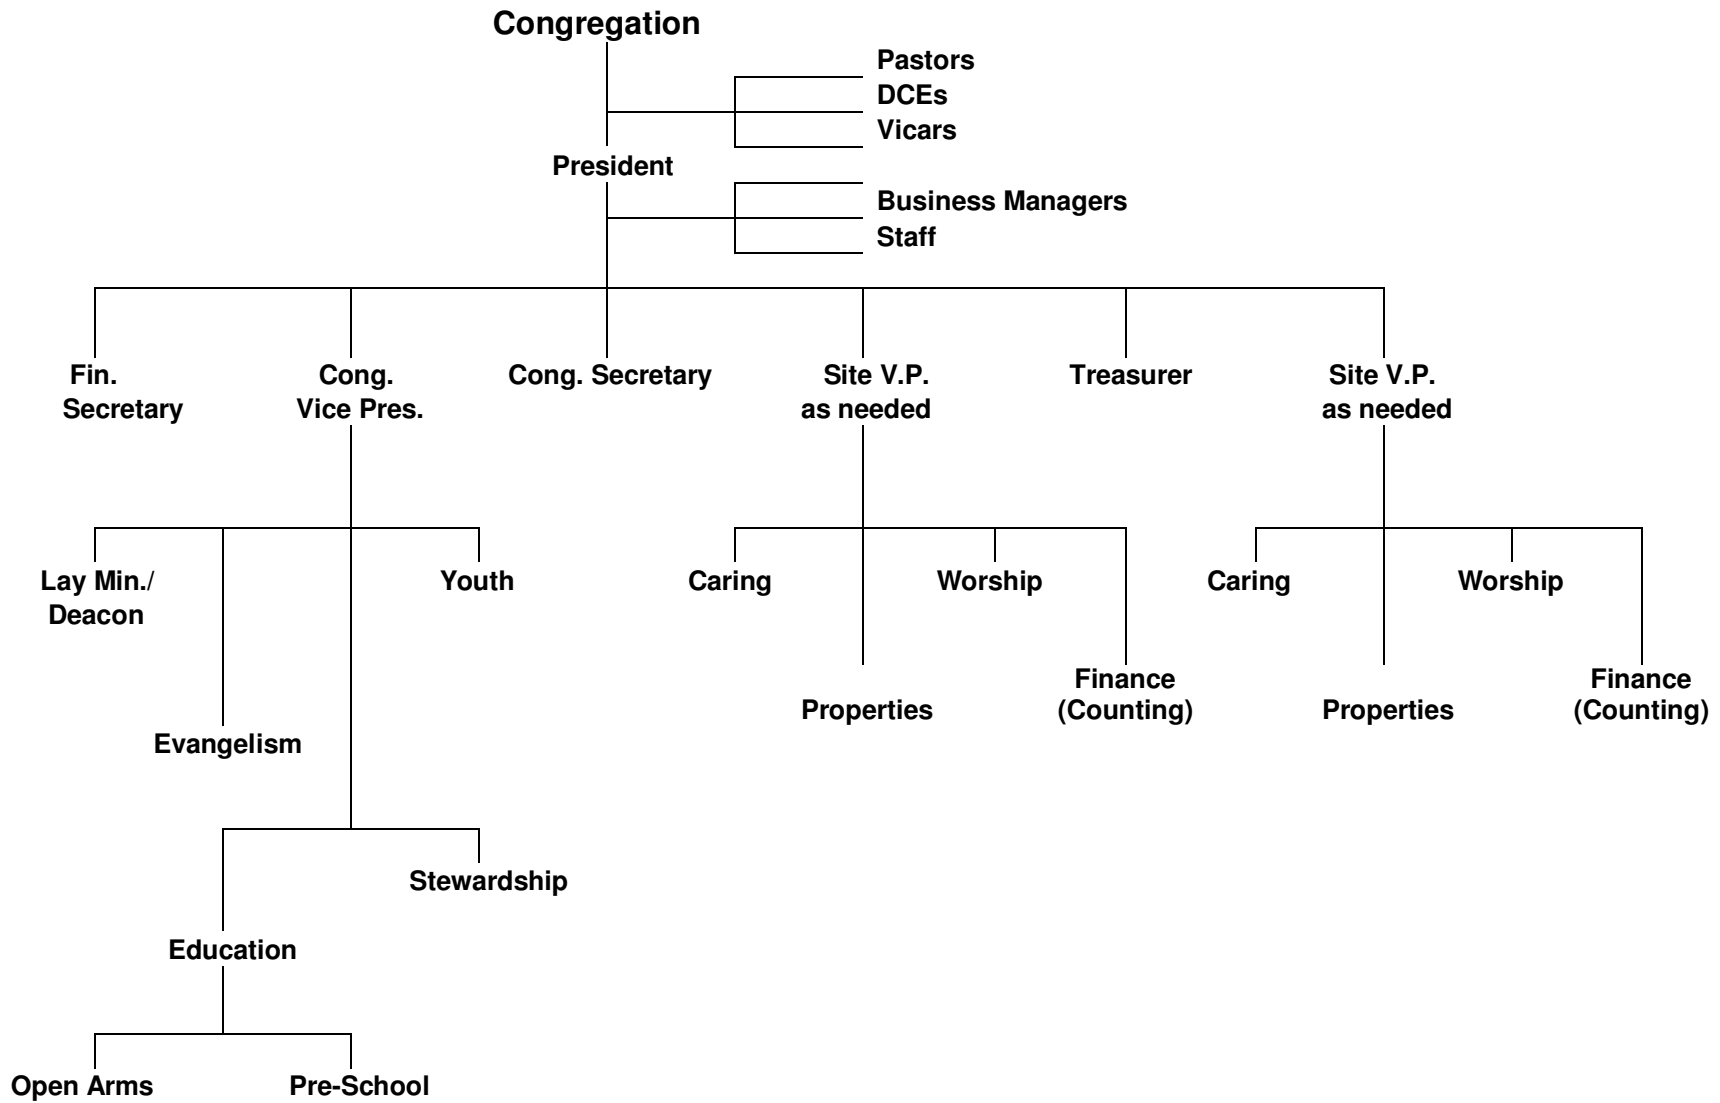 Congregation
Pastors
DCEs
Vicars
President
Business Managers
Staff
Fin.
Secretary
Cong.
Vice Pres.
Cong. Secretary
Site V.P.
as needed
Treasurer
Site V.P.
as needed
Lay Min./
Deacon
Youth
Caring
Worship
Caring
Worship
Properties
Finance
(Counting)
Properties
Finance
(Counting)
Evangelism
Stewardship
Education
Open Arms
Pre-School